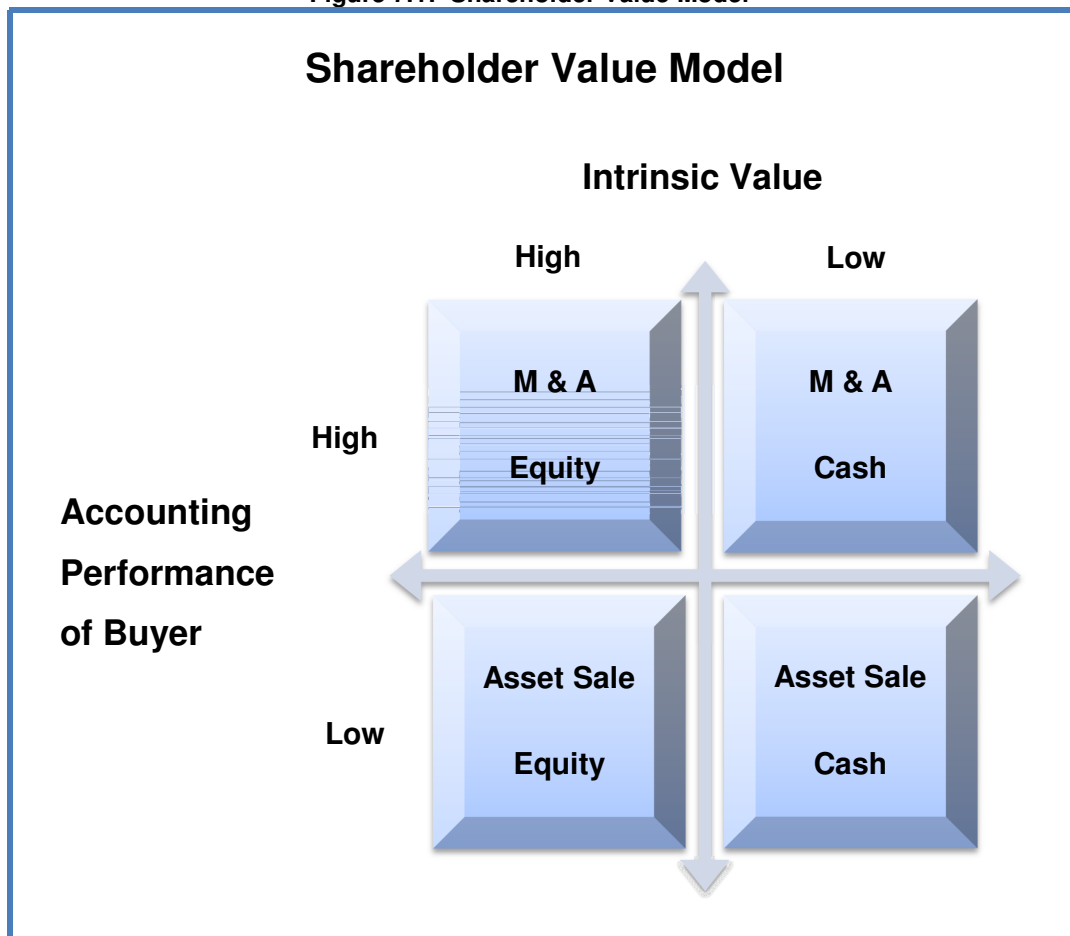 Shareholder Value Model
Intrinsic Value
High Low
M & A M & A
High
Equity Cash
Accounting
Performance
of Buyer
Asset Sale Asset Sale
Low
Equity Cash